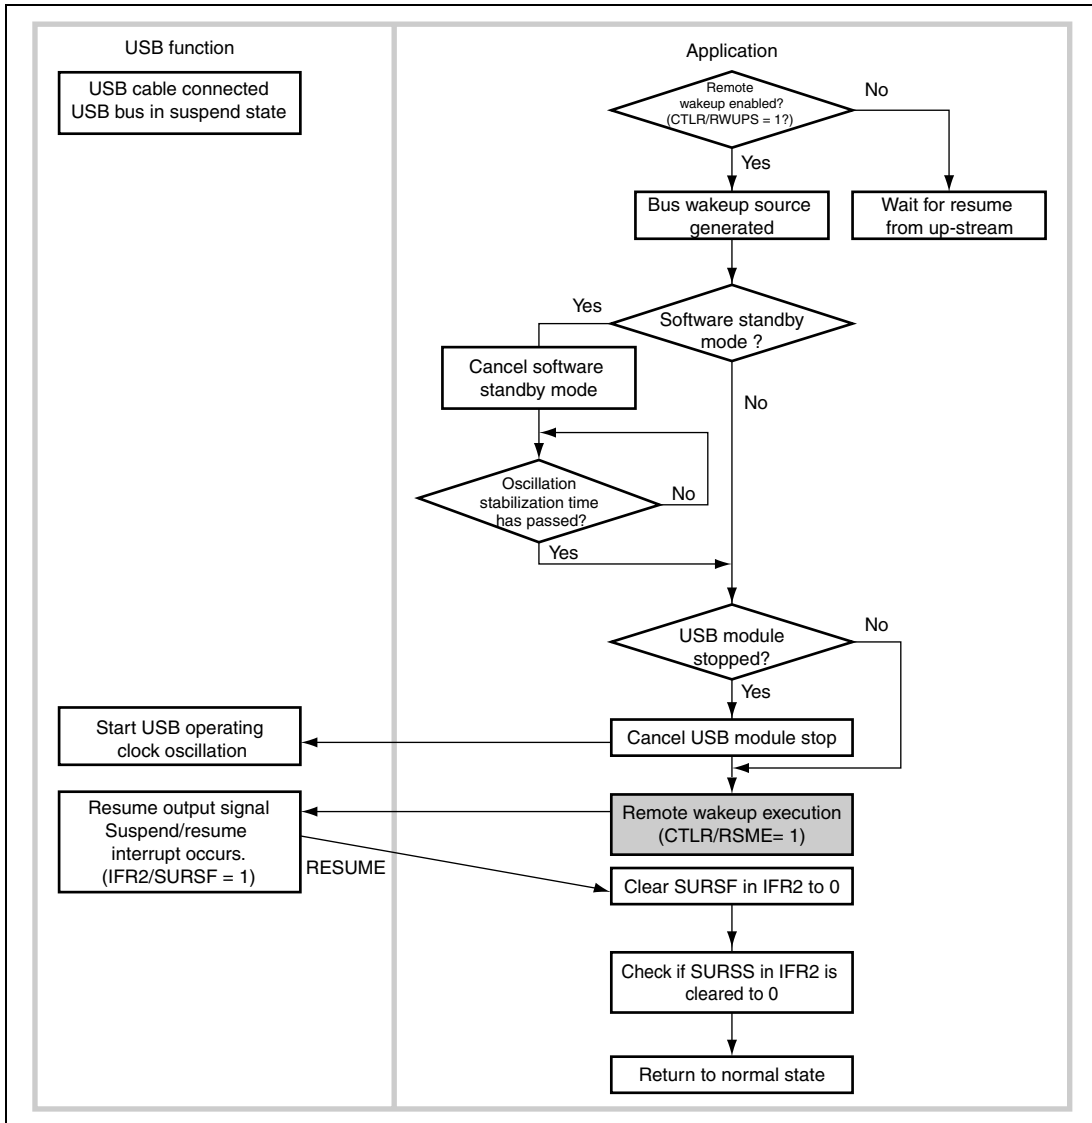 USB function
USB cable connected
USB bus in suspend state
Application
Remote
wakeup enabled?
(CTLR/RWUPS = 1?)
No
Yes
Bus wakeup source
generated
Wait for resume
from up-stream
Yes
Software standby
mode ?
Cancel software
standby mode
No
Oscillation
stabilization time
has passed?
No
Yes
USB module
stopped?
No
Yes
Start USB operating
clock oscillation
Cancel USB module stop
Resume output signal
Suspend/resume
interrupt occurs.
(IFR2/SURSF = 1)
RESUME
Remote wakeup execution
(CTLR/RSME= 1)
Clear SURSF in IFR2 to 0
Check if SURSS in IFR2 is
cleared to 0
Return to normal state